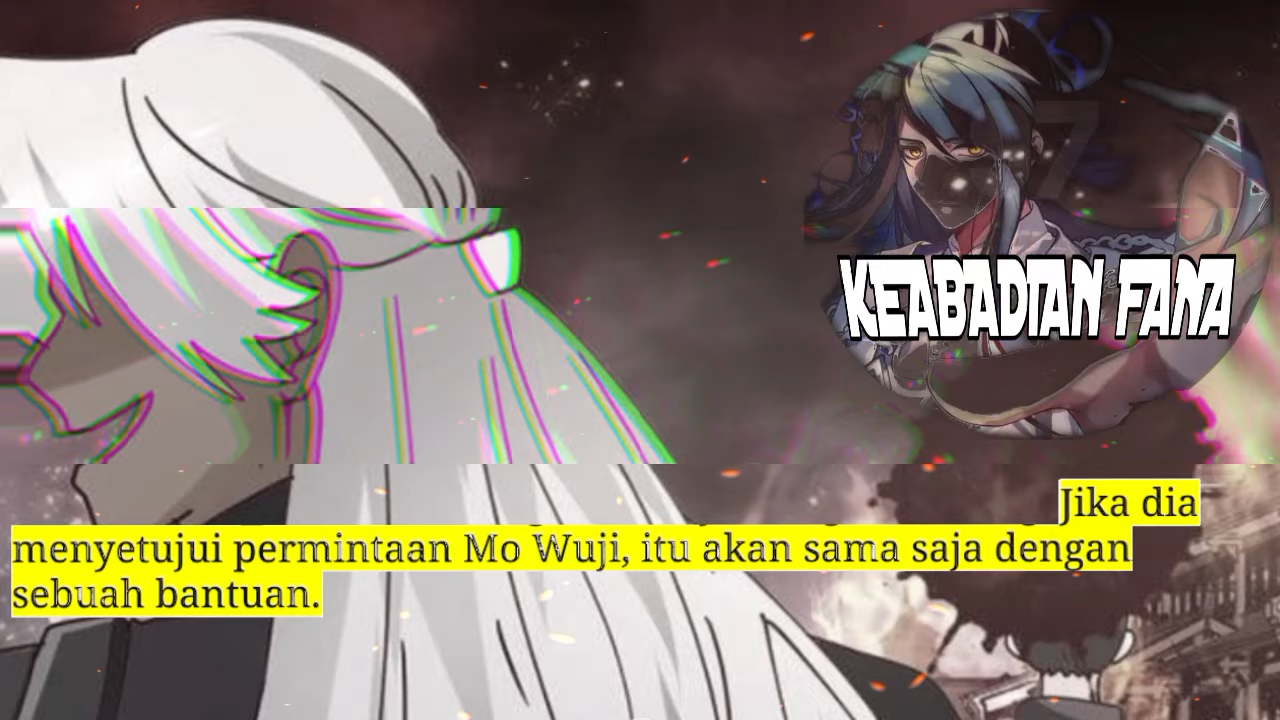 KEABADIAN FANA
Jika dia
menyetujui permintaan Mo Wuji, itu akan sama saja dengan
sebuah bantuan.